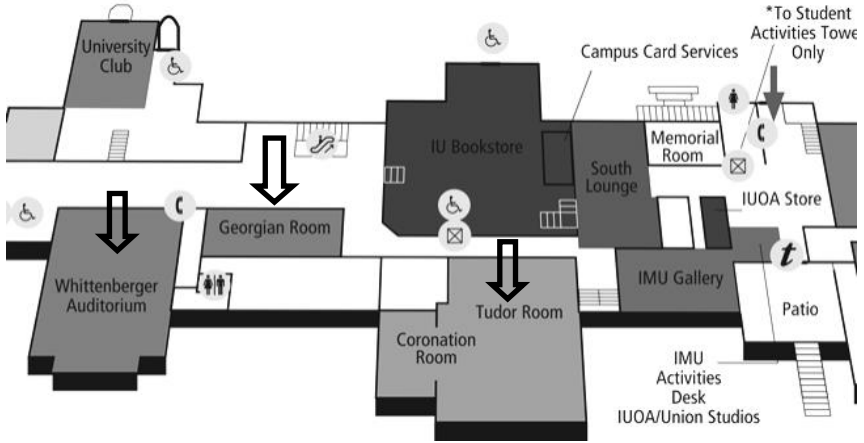 *To Student
Activities Towe
Only
University
Club
Campus Card Services
IU Bookstore
Memorial
Room
South
Lounge
IUOA Store
Georgian Room
Whittenberger
Auditorium
IMU Gallery
t
Tudor Room
Patio
Coronation
Room
IMU
Activities
Desk
IUOA/Union Studios